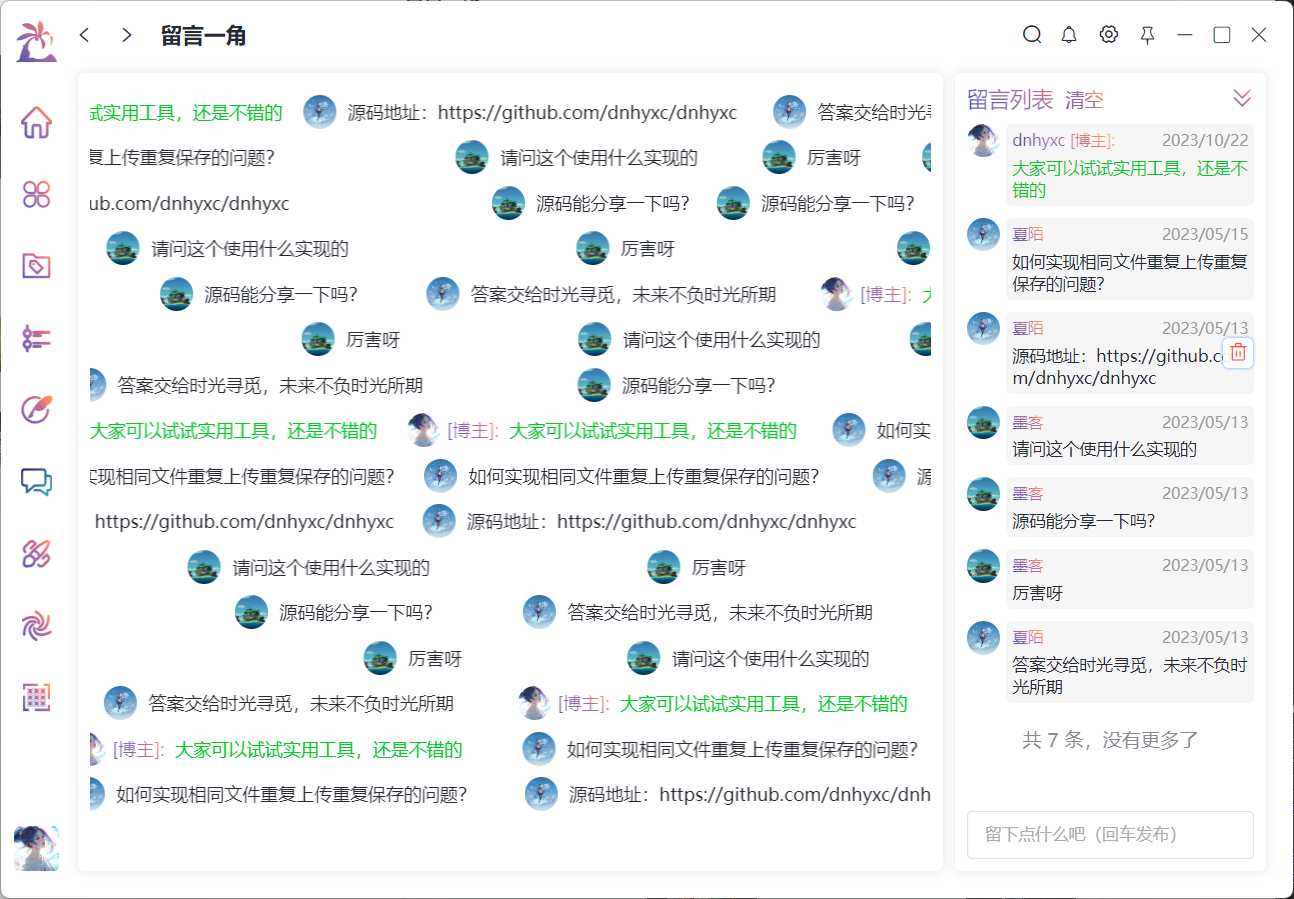 留言一角
式实用工具，还是不错的 源码地址：https://github.com/dnhyxc/dnhyxc 答案交给时光寻
复上传重复保存的问题？ 请问这个使用什么实现的 厉害呀
ub.com/dnhyxc/dnhyxc 源码能分享一下吗？ 源码能分享一下吗？
请问这个使用什么实现的 厉害呀
源码能分享一下吗？ 答案交给时光寻觅，未来不负时光所期 [博主]: 大
厉害呀 请问这个使用什么实现的
答案交给时光寻觅，未来不负时光所期 源码能分享一下吗？
大家可以试试实用工具，还是不错的 [博主]: 大家可以试试实用工具，还是不错的 如何实
实现相同文件重复上传重复保存的问题？ 如何实现相同文件重复上传重复保存的问题？ 源
https://github.com/dnhyxc/dnhyxc 源码地址：https://github.com/dnhyxc/dnhyxc
请问这个使用什么实现的 厉害呀
源码能分享一下吗？ 答案交给时光寻觅，未来不负时光所期
厉害呀 请问这个使用什么实现的
答案交给时光寻觅，未来不负时光所期 [博主]: 大家可以试试实用工具，还是不错的
[博主]: 大家可以试试实用工具，还是不错的 如何实现相同文件重复上传重复保存的问题？
如何实现相同文件重复上传重复保存的问题？ 源码地址：https://github.com/dnhyxc/dnh
留言列表 清空
dnhyxc [博主]: 2023/10/22
大家可以试试实用工具，还是不
错的
夏陌 2023/05/15
如何实现相同文件重复上传重复
保存的问题？
夏陌 2023/05/13
源码地址：https://github.c
m/dnhyxc/dnhyxc
墨客 2023/05/13
请问这个使用什么实现的
墨客 2023/05/13
源码能分享一下吗？
墨客 2023/05/13
厉害呀
夏陌 2023/05/13
答案交给时光寻觅，未来不负时
光所期
共 7 条，没有更多了
留下点什么吧（回车发布）